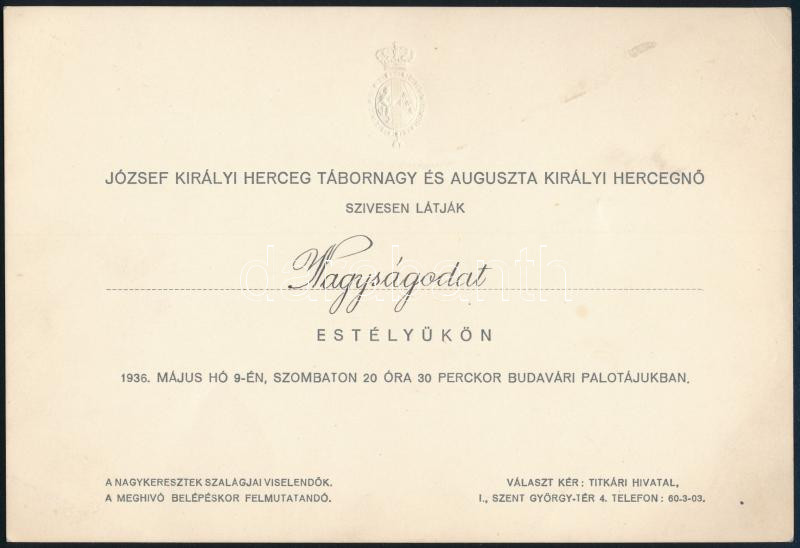 JÓZSEF KIRÁLYI HERCEG TÁBORNAGY ÉS AUGUSZTA KIRÁLYI HERCEGNŐ
SZIVESEN LÁTJÁK
Nagyságodat
ESTÉLYÜKÖN
1936. MÁJUS HÓ 9-ÉN, SZOMBATON 20 ÓRA 30 PERCKOR BUDAVÁRI PALOTÁJUKBAN.
A NAGYKERESZTEK SZALAGJAI VISELENDŐK.
A MEGHIVÓ BELÉPÉSKOR FELMUTATANDÓ.
VÁLASZT KÉR: TITKÁRI HIVATAL,
I., SZENT GYÖRGY-TÉR 4. TELEFON: 60-3-03.